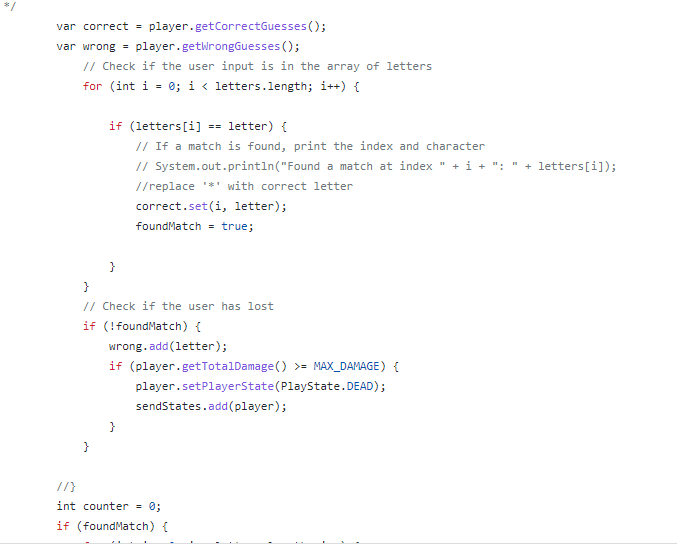 */
var correct = player.getCorrectGuesses();
var wrong = player.getWrongGuesses();
// Check if the user input is in the array of letters
for (int i = 0; i < letters.length; i++) {
if (letters[i] == letter) {
// If a match is found, print the index and character
// System.out.println("Found a match at index " + i + ": " + letters[i]);
//replace '*' with correct letter
correct.set(i, letter);
foundMatch = true;
}
}
// Check if the user has lost
if (!foundMatch) {
wrong.add(letter);
if (player.getTotalDamage() >= MAX_DAMAGE) {
player.setPlayerState(PlayState.DEAD);
sendStates.add(player);
}
}
//}
int counter = 0;
if (foundMatch) {